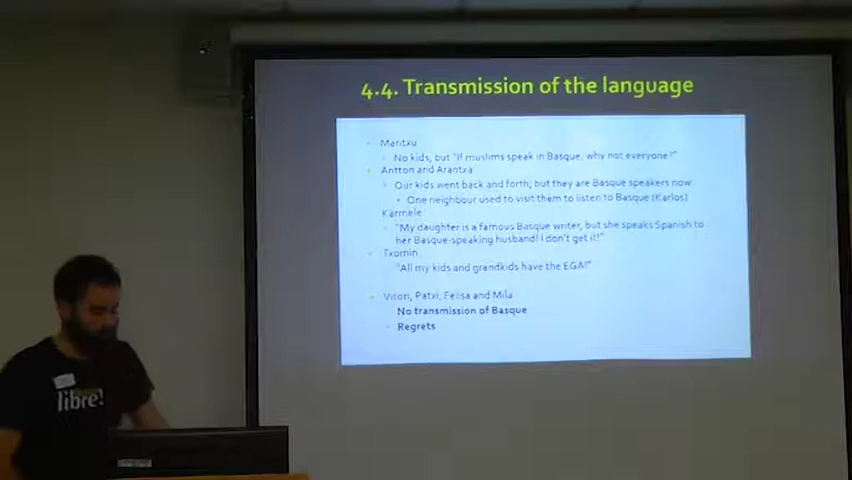 4.4. Transmission of the language
Maritxu
No kids, but "if muslims speak in Basque, why not everyone?"
Antton and Arantxa
Our kids went back and forth, but they are Basque speakers now
One neighbour used to visit them to listen to Basque (Karlos)
Karmele
"My daughter is a famous Basque writer, but she speaks Spanish to
her Basque-speaking husband! I don't get it!"
Txomin
"All my kids and grandkids have the EGA!"
Vitori, Patxi, Felisa and Mila
No transmission of Basque
Regrets
libre!